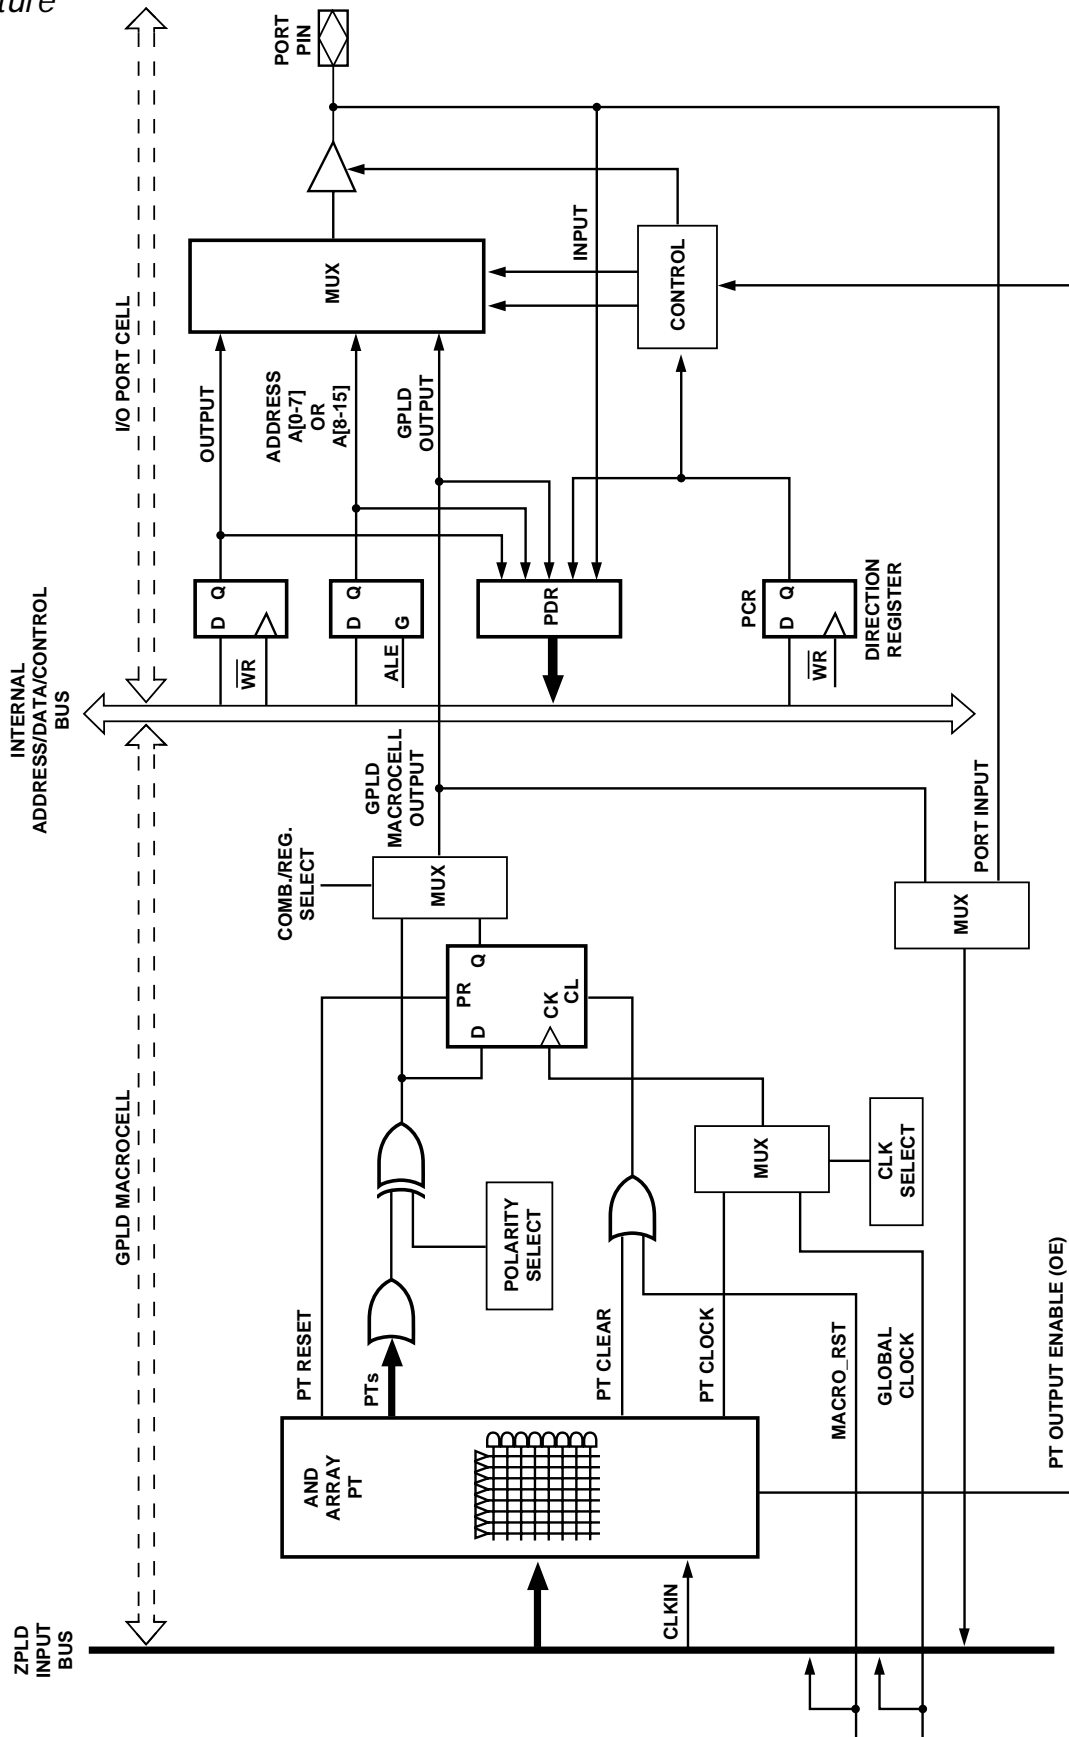 ture
I/O PORT CELL
GPLD MACROCELL
PORT
PIN
MUX
INPUT
CONTROL
OUTPUT
ADDRESS
A[0-7]
OR
A[8-15]
GPLD
OUTPUT
D Q
WR
D Q
G
ALE
PDR
PCR
D Q
WR
DIRECTION
REGISTER
INTERNAL
ADDRESS/DATA/CONTROL
BUS
GPLD
MACROCELL
OUTPUT
COMB./REG.
SELECT
MUX
PORT INPUT
MUX
PR
Q
D
CK
CL
MUX
CLK
SELECT
POLARITY
SELECT
PT RESET
PTs
PT CLEAR
PT CLOCK
MACRO_RST
GLOBAL
CLOCK
PT OUTPUT ENABLE (OE)
AND
ARRAY
PT
CLKIN
ZPLD
INPUT
BUS